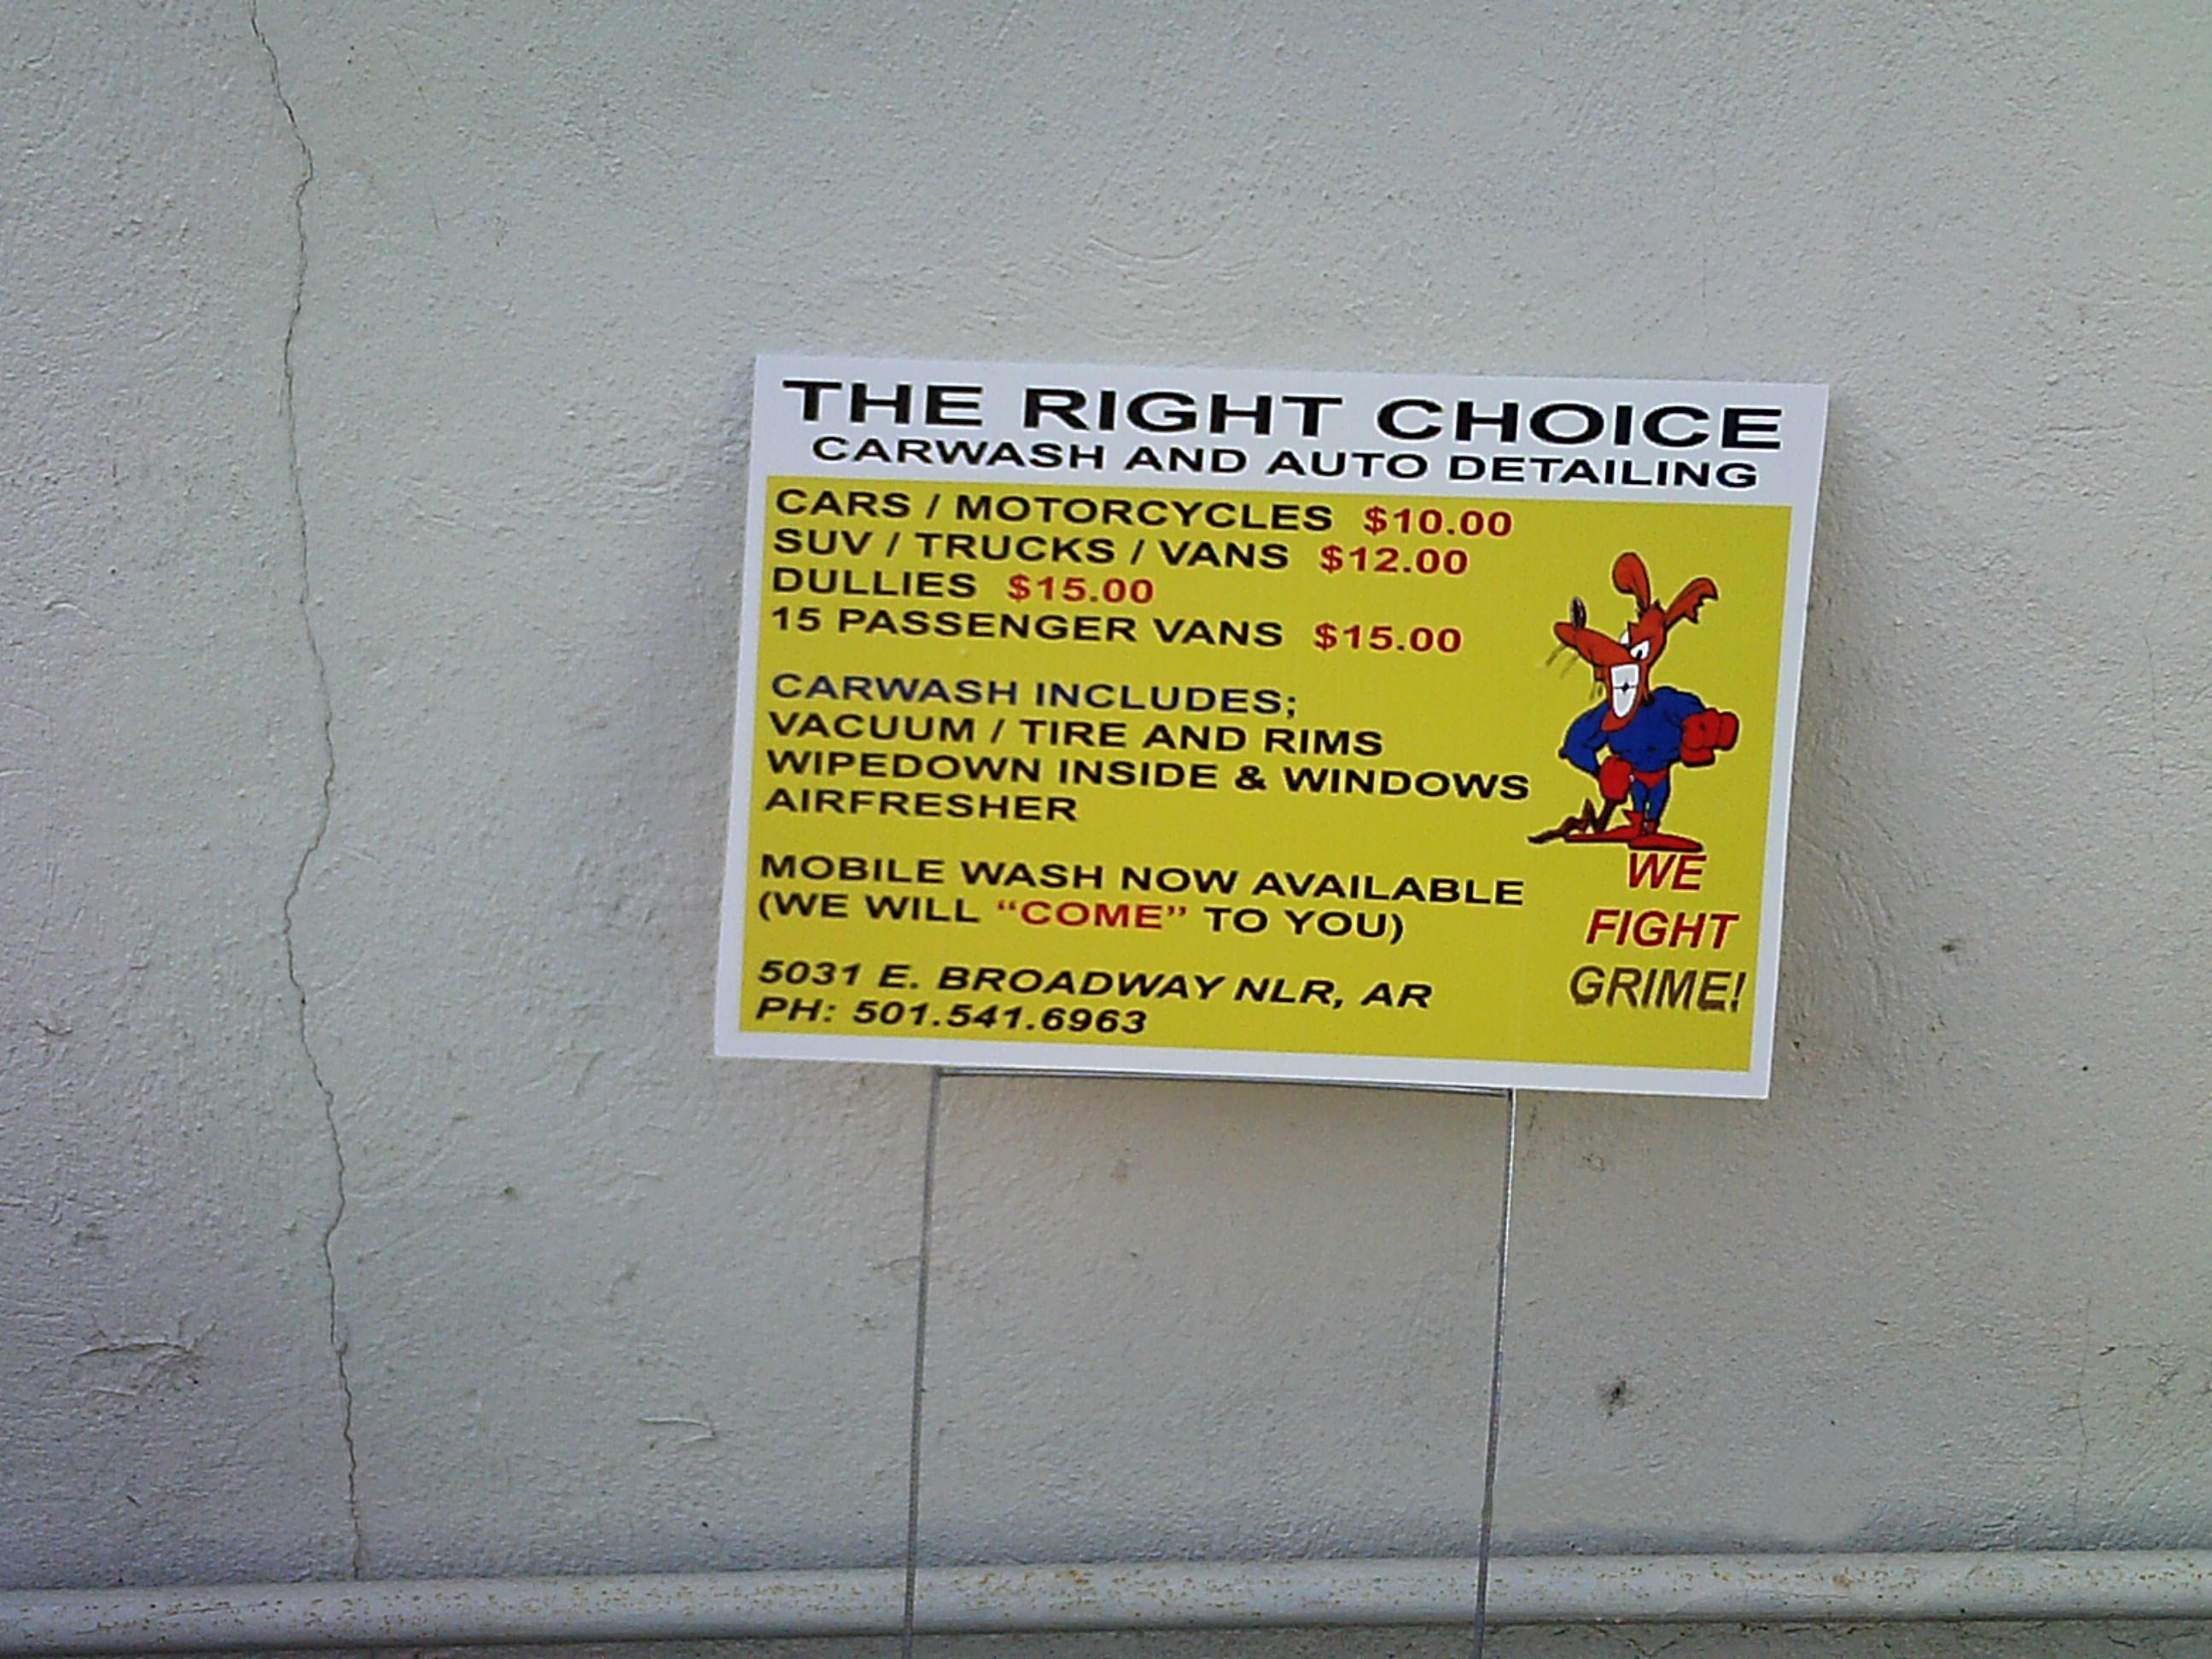 THE RIGHT CHOICE
CARWASH AND AUTO DETAILING
CARS / MOTORCYCLES $10.00
SUV / TRUCKS / VANS $12.00
DULLIES $15.00
15 PASSENGER VANS $15.00
CARWASH INCLUDES;
VACUUM / TIRE AND RIMS
WIPEDOWN INSIDE & WINDOWS
AIRFRESHER
MOBILE WASH NOW AVAILABLE
(WE WILL “COME” TO YOU)
5031 E. BROADWAY NLR, AR
PH: 501.541.6963
WE
FIGHT
GRIME!